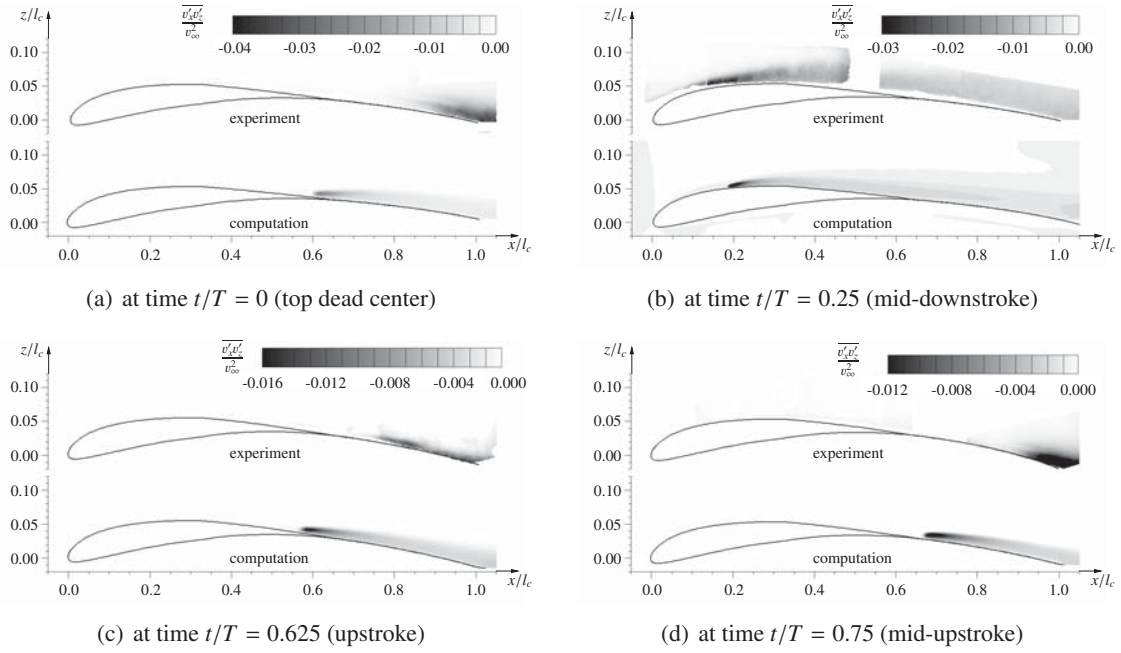 z/l_c
v'_x v'_z / v_∞^2
-0.04 -0.03 -0.02 -0.01 0.00
0.10
0.05
0.00
experiment
0.10
0.05
0.00
computation
0.0 0.2 0.4 0.6 0.8 1.0
x/l_c
(a) at time t/T = 0 (top dead center)
z/l_c
v'_x v'_z / v_∞^2
-0.03 -0.02 -0.01 0.00
0.10
0.05
0.00
experiment
0.10
0.05
0.00
computation
0.0 0.2 0.4 0.6 0.8 1.0
x/l_c
(b) at time t/T = 0.25 (mid-downstroke)
z/l_c
v'_x v'_z / v_∞^2
-0.016 -0.012 -0.008 -0.004 0.000
0.10
0.05
0.00
experiment
0.10
0.05
0.00
computation
0.0 0.2 0.4 0.6 0.8 1.0
x/l_c
(c) at time t/T = 0.625 (upstroke)
z/l_c
v'_x v'_z / v_∞^2
-0.012 -0.008 -0.004 0.000
0.10
0.05
0.00
experiment
0.10
0.05
0.00
computation
0.0 0.2 0.4 0.6 0.8 1.0
x/l_c
(d) at time t/T = 0.75 (mid-upstroke)